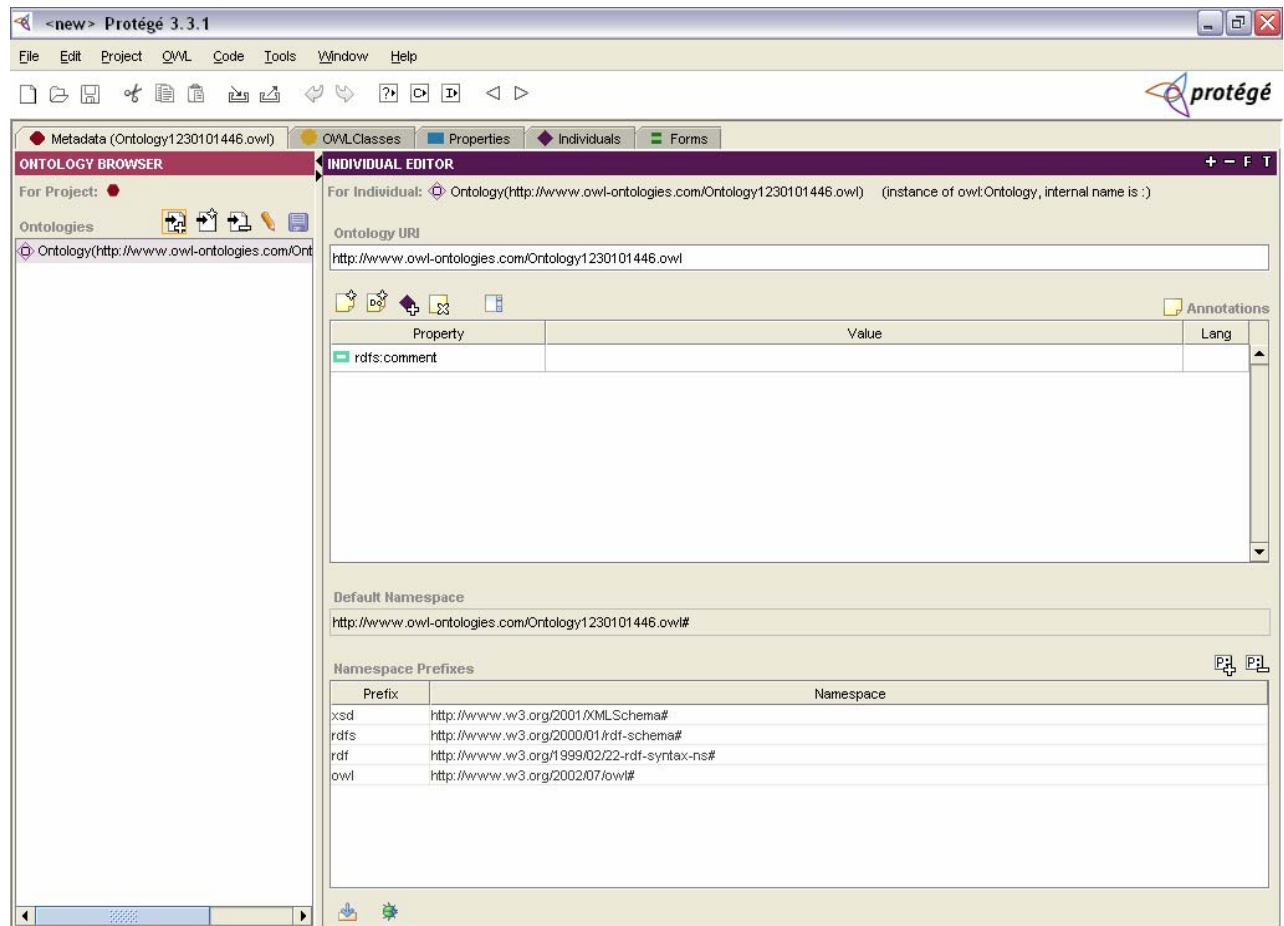 <new> Protégé 3.3.1
File Edit Project OWL Code Tools Window Help
protégé
Metadata (Ontology1230101446.owl) OWLClasses Properties Individuals Forms
ONTOLOGY BROWSER
For Project:
Ontologies
Ontology(http://www.owl-ontologies.com/Ont
INDIVIDUAL EDITOR + − F T
For Individual: Ontology(http://www.owl-ontologies.com/Ontology1230101446.owl) (instance of owl:Ontology, internal name is :)
Ontology URI
http://www.owl-ontologies.com/Ontology1230101446.owl
Annotations
Property Value Lang
rdfs:comment
Default Namespace
http://www.owl-ontologies.com/Ontology1230101446.owl#
Namespace Prefixes
Prefix Namespace
xsd http://www.w3.org/2001/XMLSchema#
rdfs http://www.w3.org/2000/01/rdf-schema#
rdf http://www.w3.org/1999/02/22-rdf-syntax-ns#
owl http://www.w3.org/2002/07/owl#